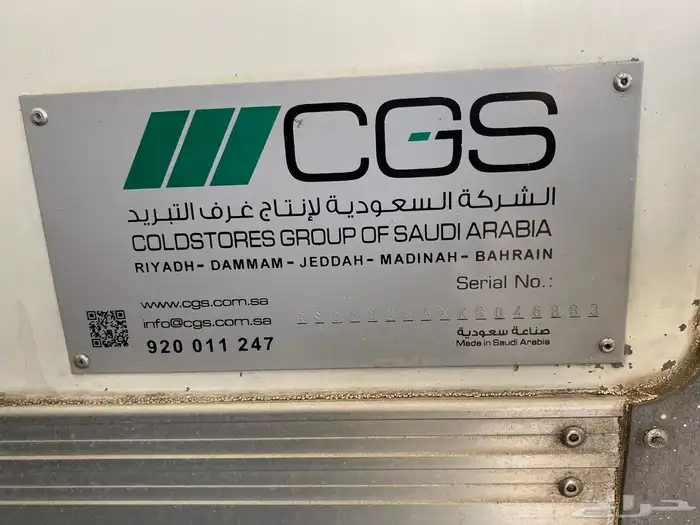 CGS
الشركة السعودية لإنتاج غرف التبريد
COLDSTORES GROUP OF SAUDI ARABIA
RIYADH - DAMMAM - JEDDAH - MADINAH - BAHRAIN
Serial No.:
www.cgs.com.sa
info@cgs.com.sa
920 011 247
صناعة سعودية
Made in Saudi Arabia
حراج